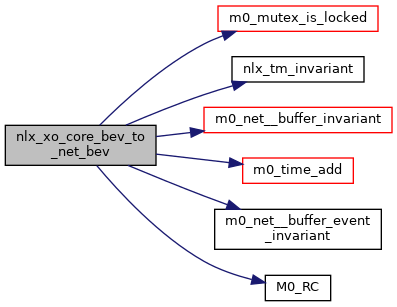 m0_mutex_is_locked
nlx_tm_invariant
m0_net__buffer_invariant
nlx_xo_core_bev_to
_net_bev
m0_time_add
m0_net__buffer_event
_invariant
M0_RC